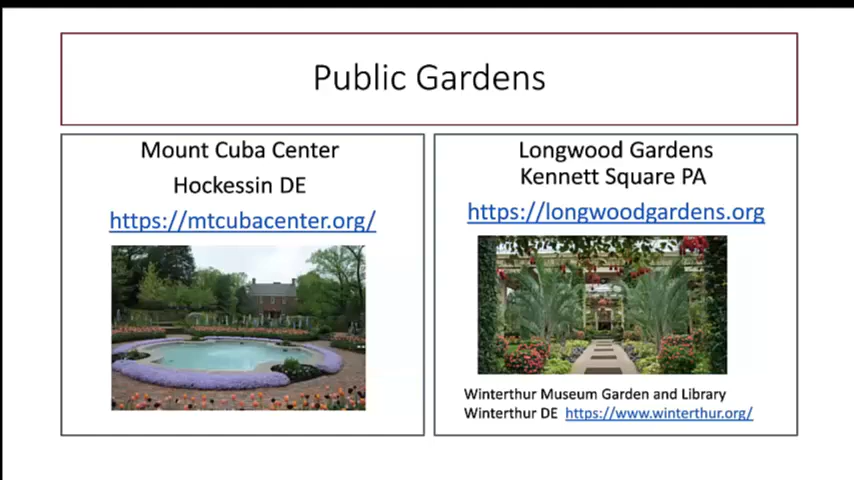 Public Gardens
Mount Cuba Center
Hockessin DE
https://mtcubacenter.org/
Longwood Gardens
Kennett Square PA
https://longwoodgardens.org
Winterthur Museum Garden and Library
Winterthur DE https://www.winterthur.org/